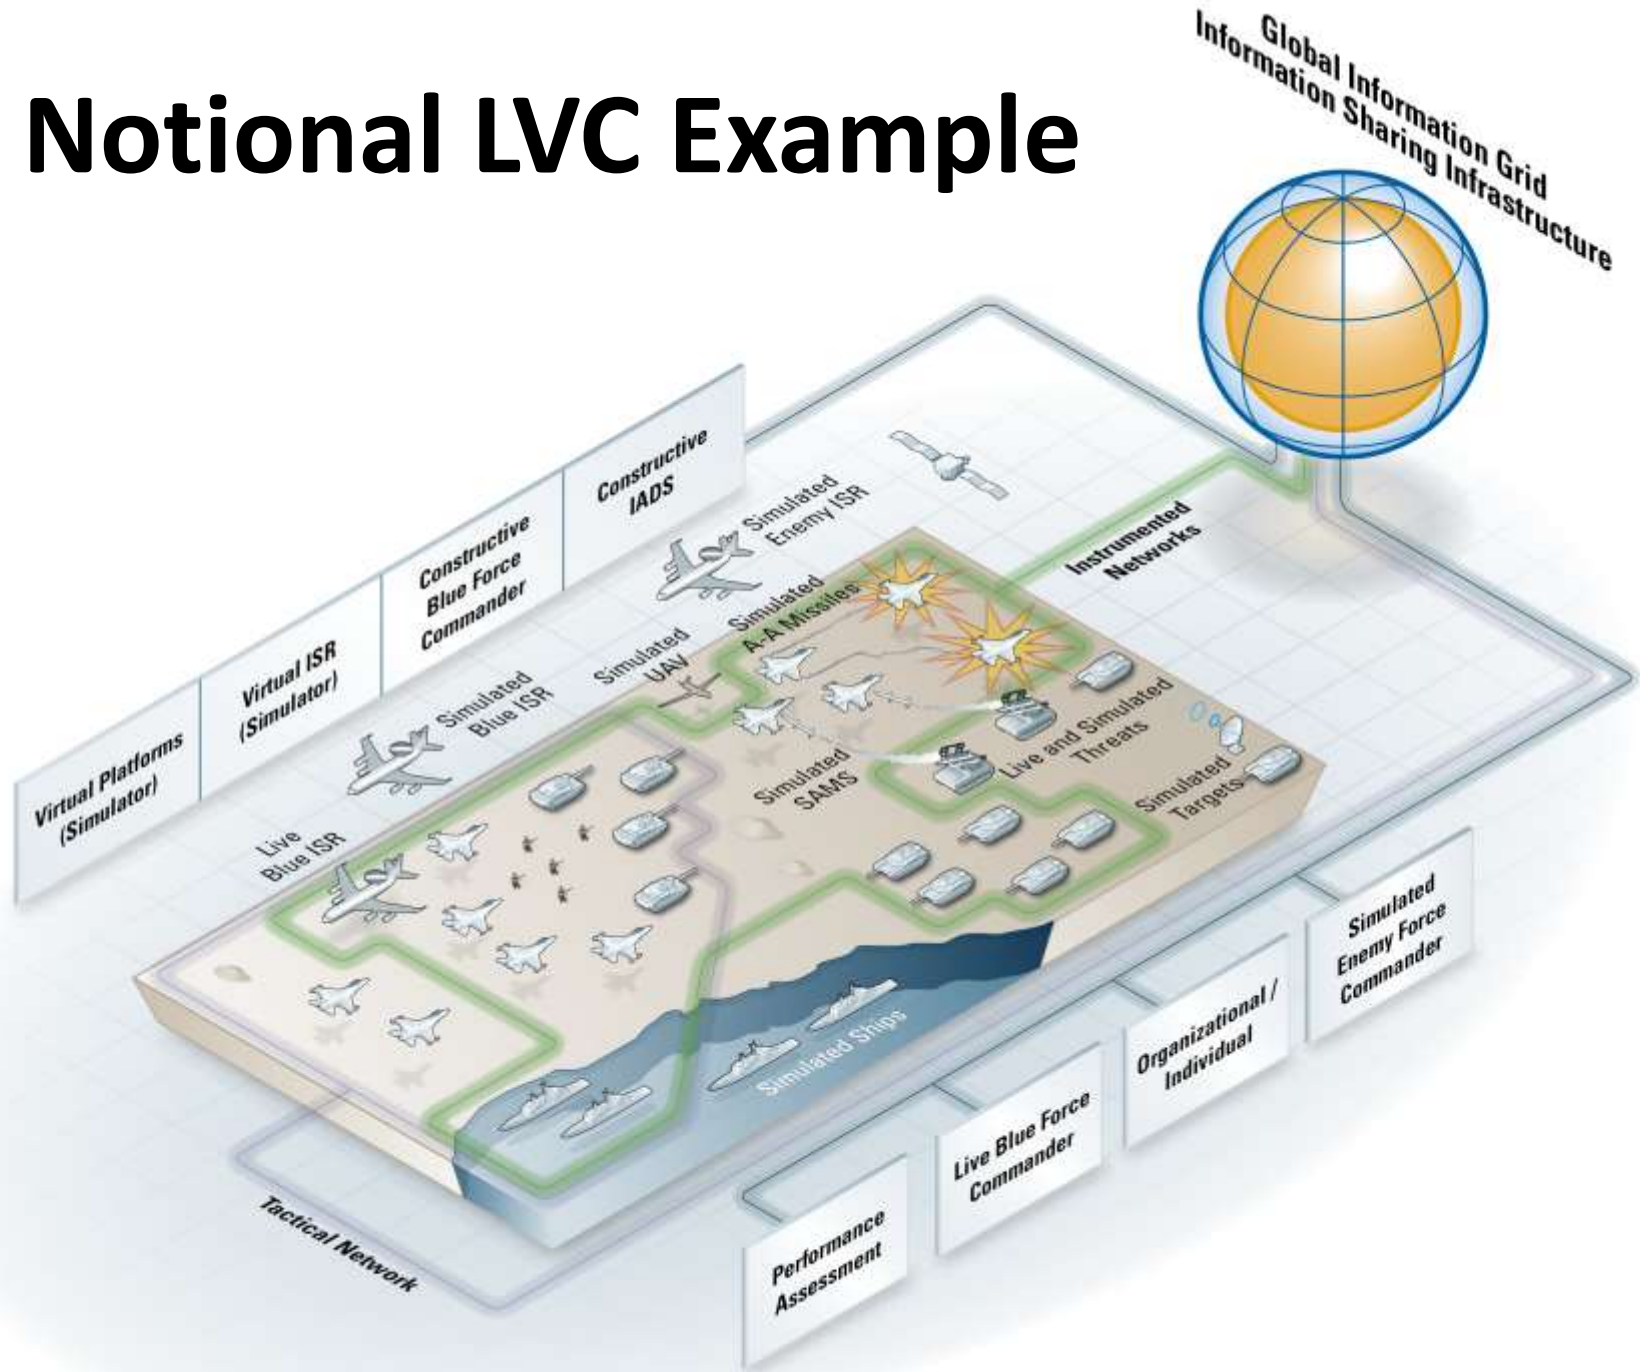 Notional LVC Example
Global Information Grid
Information Sharing Infrastructure
Constructive
IADS
Constructive
Blue Force
Commander
Virtual ISR
(Simulator)
Virtual Platforms
(Simulator)
Simulated
Enemy ISR
Instrumented
Networks
Simulated
A-A Missiles
Simulated
UAV
Simulated
Blue ISR
Live
Blue ISR
Live and Simulated
Threats
Simulated
SAMS
Simulated
Targets
Simulated Ships
Simulated
Enemy Force
Commander
Organizational /
Individual
Live Blue Force
Commander
Performance
Assessment
Tactical Network